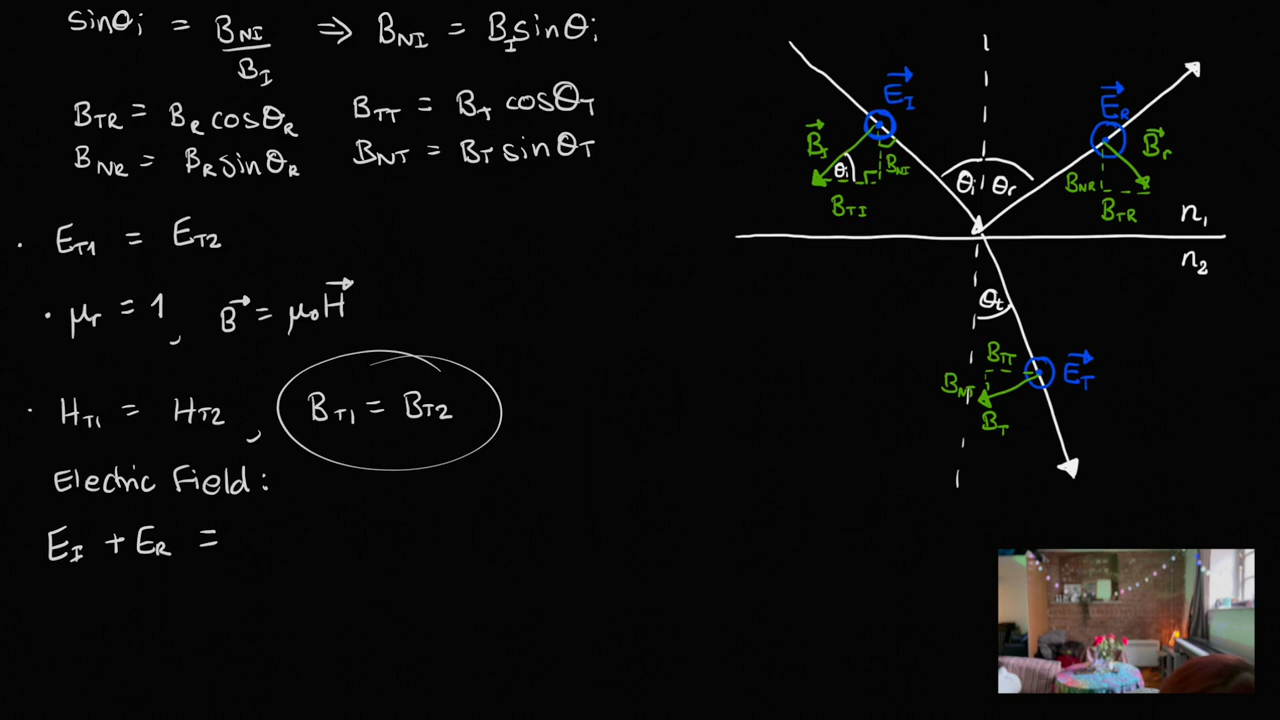 sinθi = BNI/BI ⇒ BNI = BI sinθi
BTR = BR cosθR BTT = BT cosθT
BNR = BR sinθR BNT = BT sinθT
· ET1 = ET2
· μr = 1, B⃗ = μ0H⃗
· HT1 = HT2, BT1 = BT2
Electric Field:
EI + ER =
E⃗I
B⃗I
θi
BNI
BTI
θi θr
E⃗R
B⃗r
BNR
BTR
n1
n2
θt
BTT
E⃗T
BNT
BT